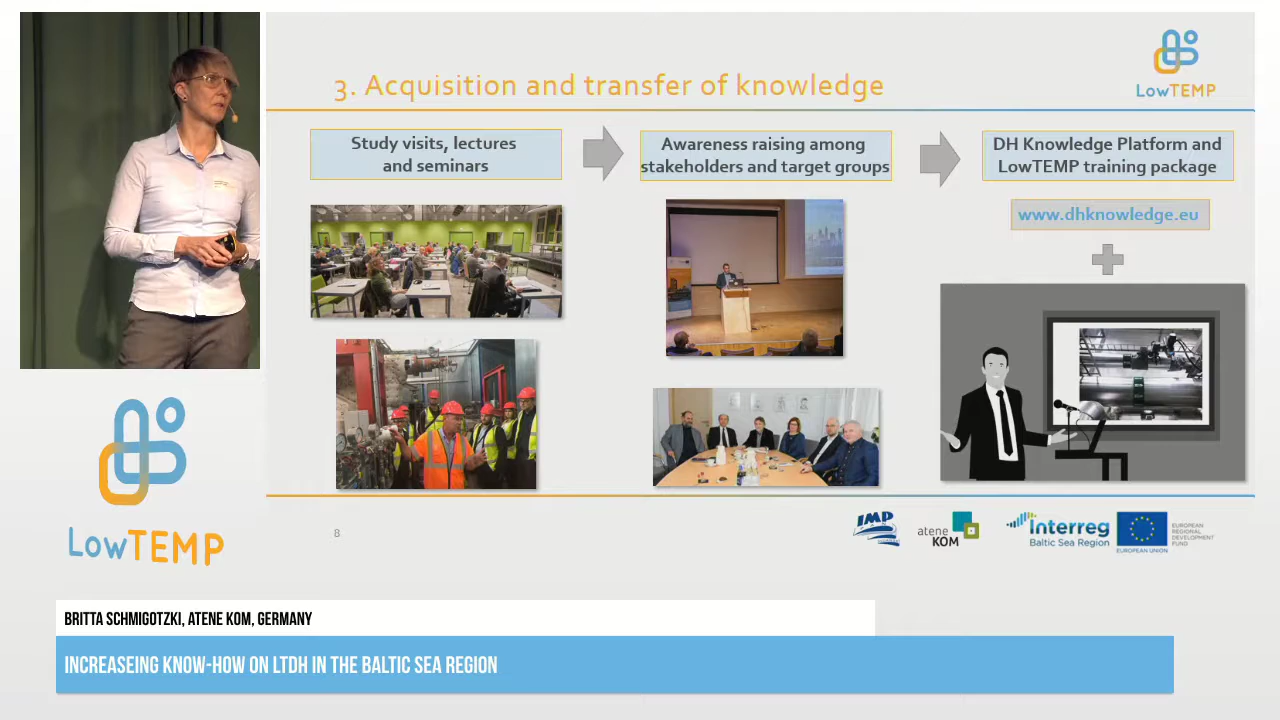 3. Acquisition and transfer of knowledge
LowTEMP
Study visits, lectures
and seminars
Awareness raising among
stakeholders and target groups
DH Knowledge Platform and
LowTEMP training package
www.dhknowledge.eu
LowTEMP
8
IMP
atene
KOM
Interreg
Baltic Sea Region
EUROPEAN UNION
EUROPEAN
REGIONAL
DEVELOPMENT
FUND
BRITTA SCHMIGOTZKI, ATENE KOM, GERMANY
INCREASEING KNOW-HOW ON LTDH IN THE BALTIC SEA REGION